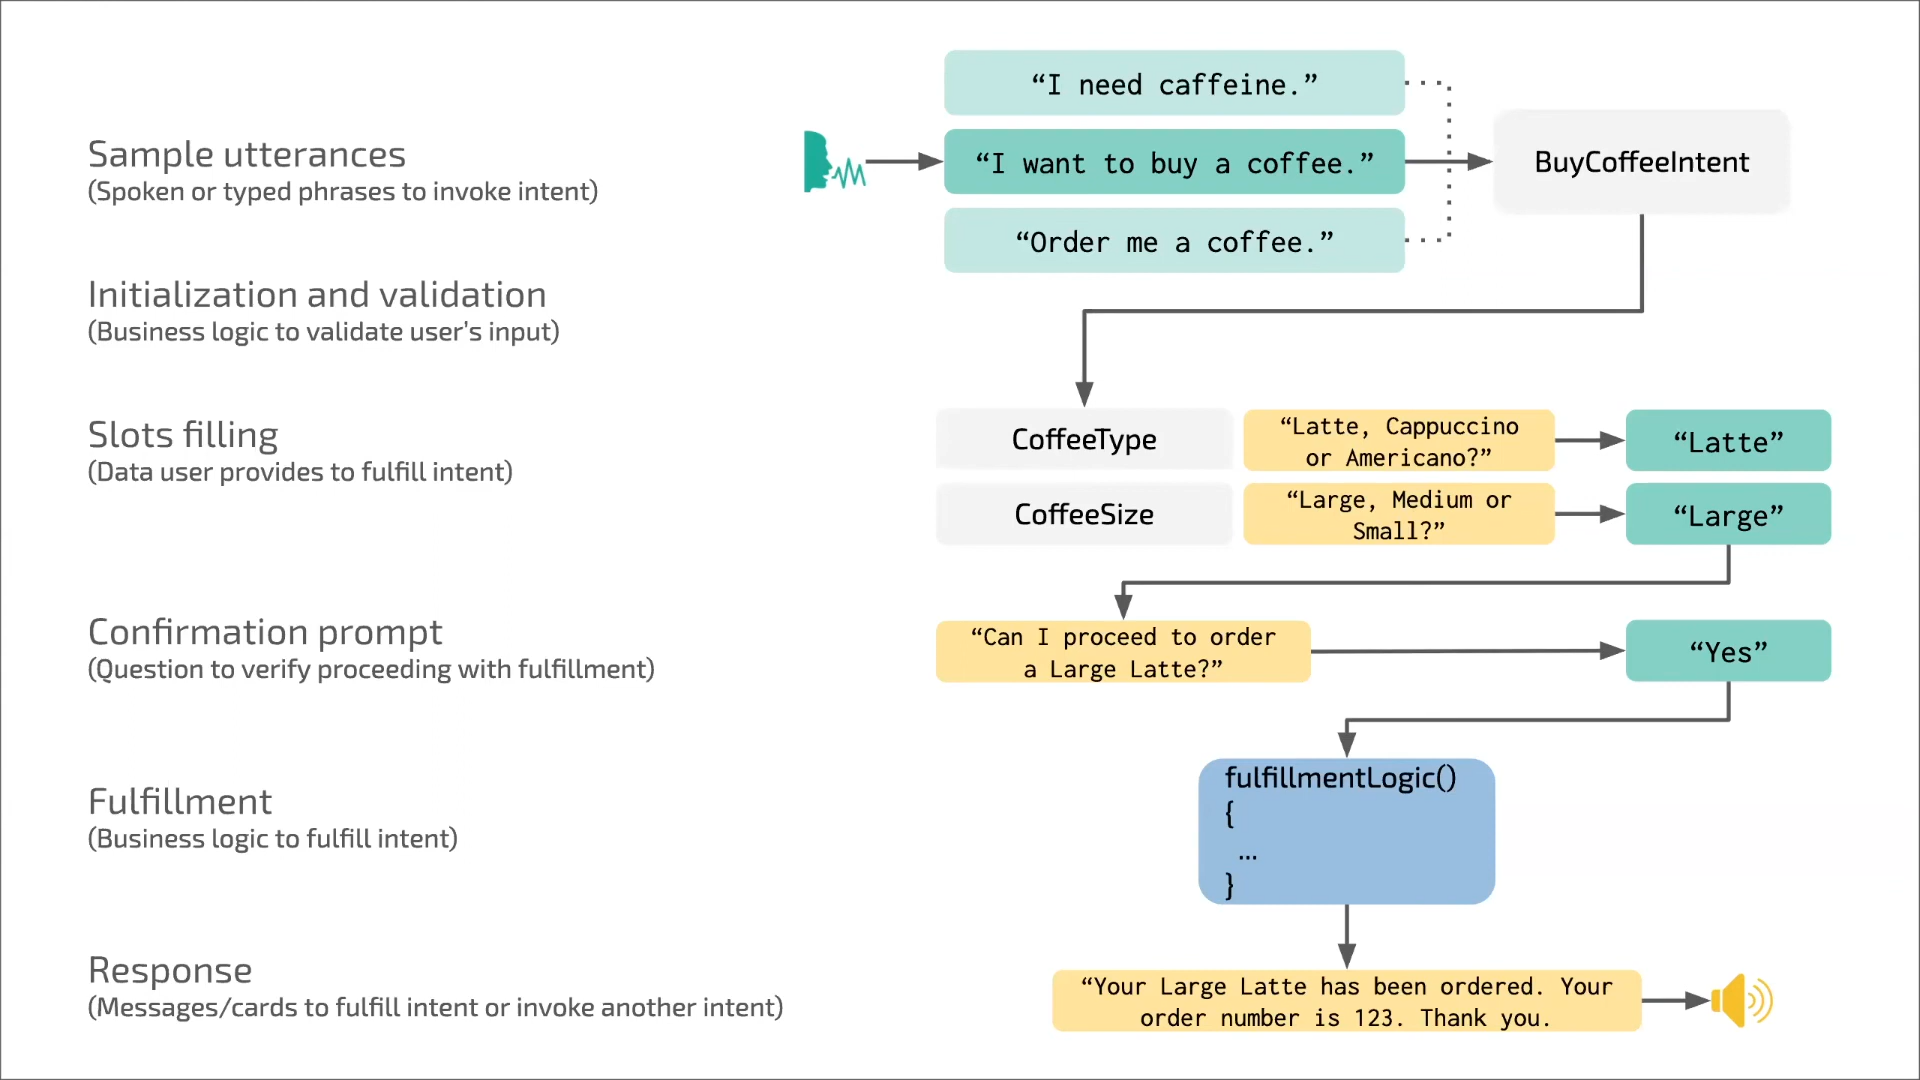 “I need caffeine.”
Sample utterances
(Spoken or typed phrases to invoke intent)
“I want to buy a coffee.”
BuyCoffeeIntent
“Order me a coffee.”
Initialization and validation
(Business logic to validate user’s input)
Slots filling
(Data user provides to fulfill intent)
CoffeeType
“Latte, Cappuccino
or Americano?”
“Latte”
CoffeeSize
“Large, Medium or
Small?”
“Large”
Confirmation prompt
(Question to verify proceeding with fulfillment)
“Can I proceed to order
a Large Latte?”
“Yes”
Fulfillment
(Business logic to fulfill intent)
fulfillmentLogic()
{
...
}
Response
(Messages/cards to fulfill intent or invoke another intent)
“Your Large Latte has been ordered. Your
order number is 123. Thank you.